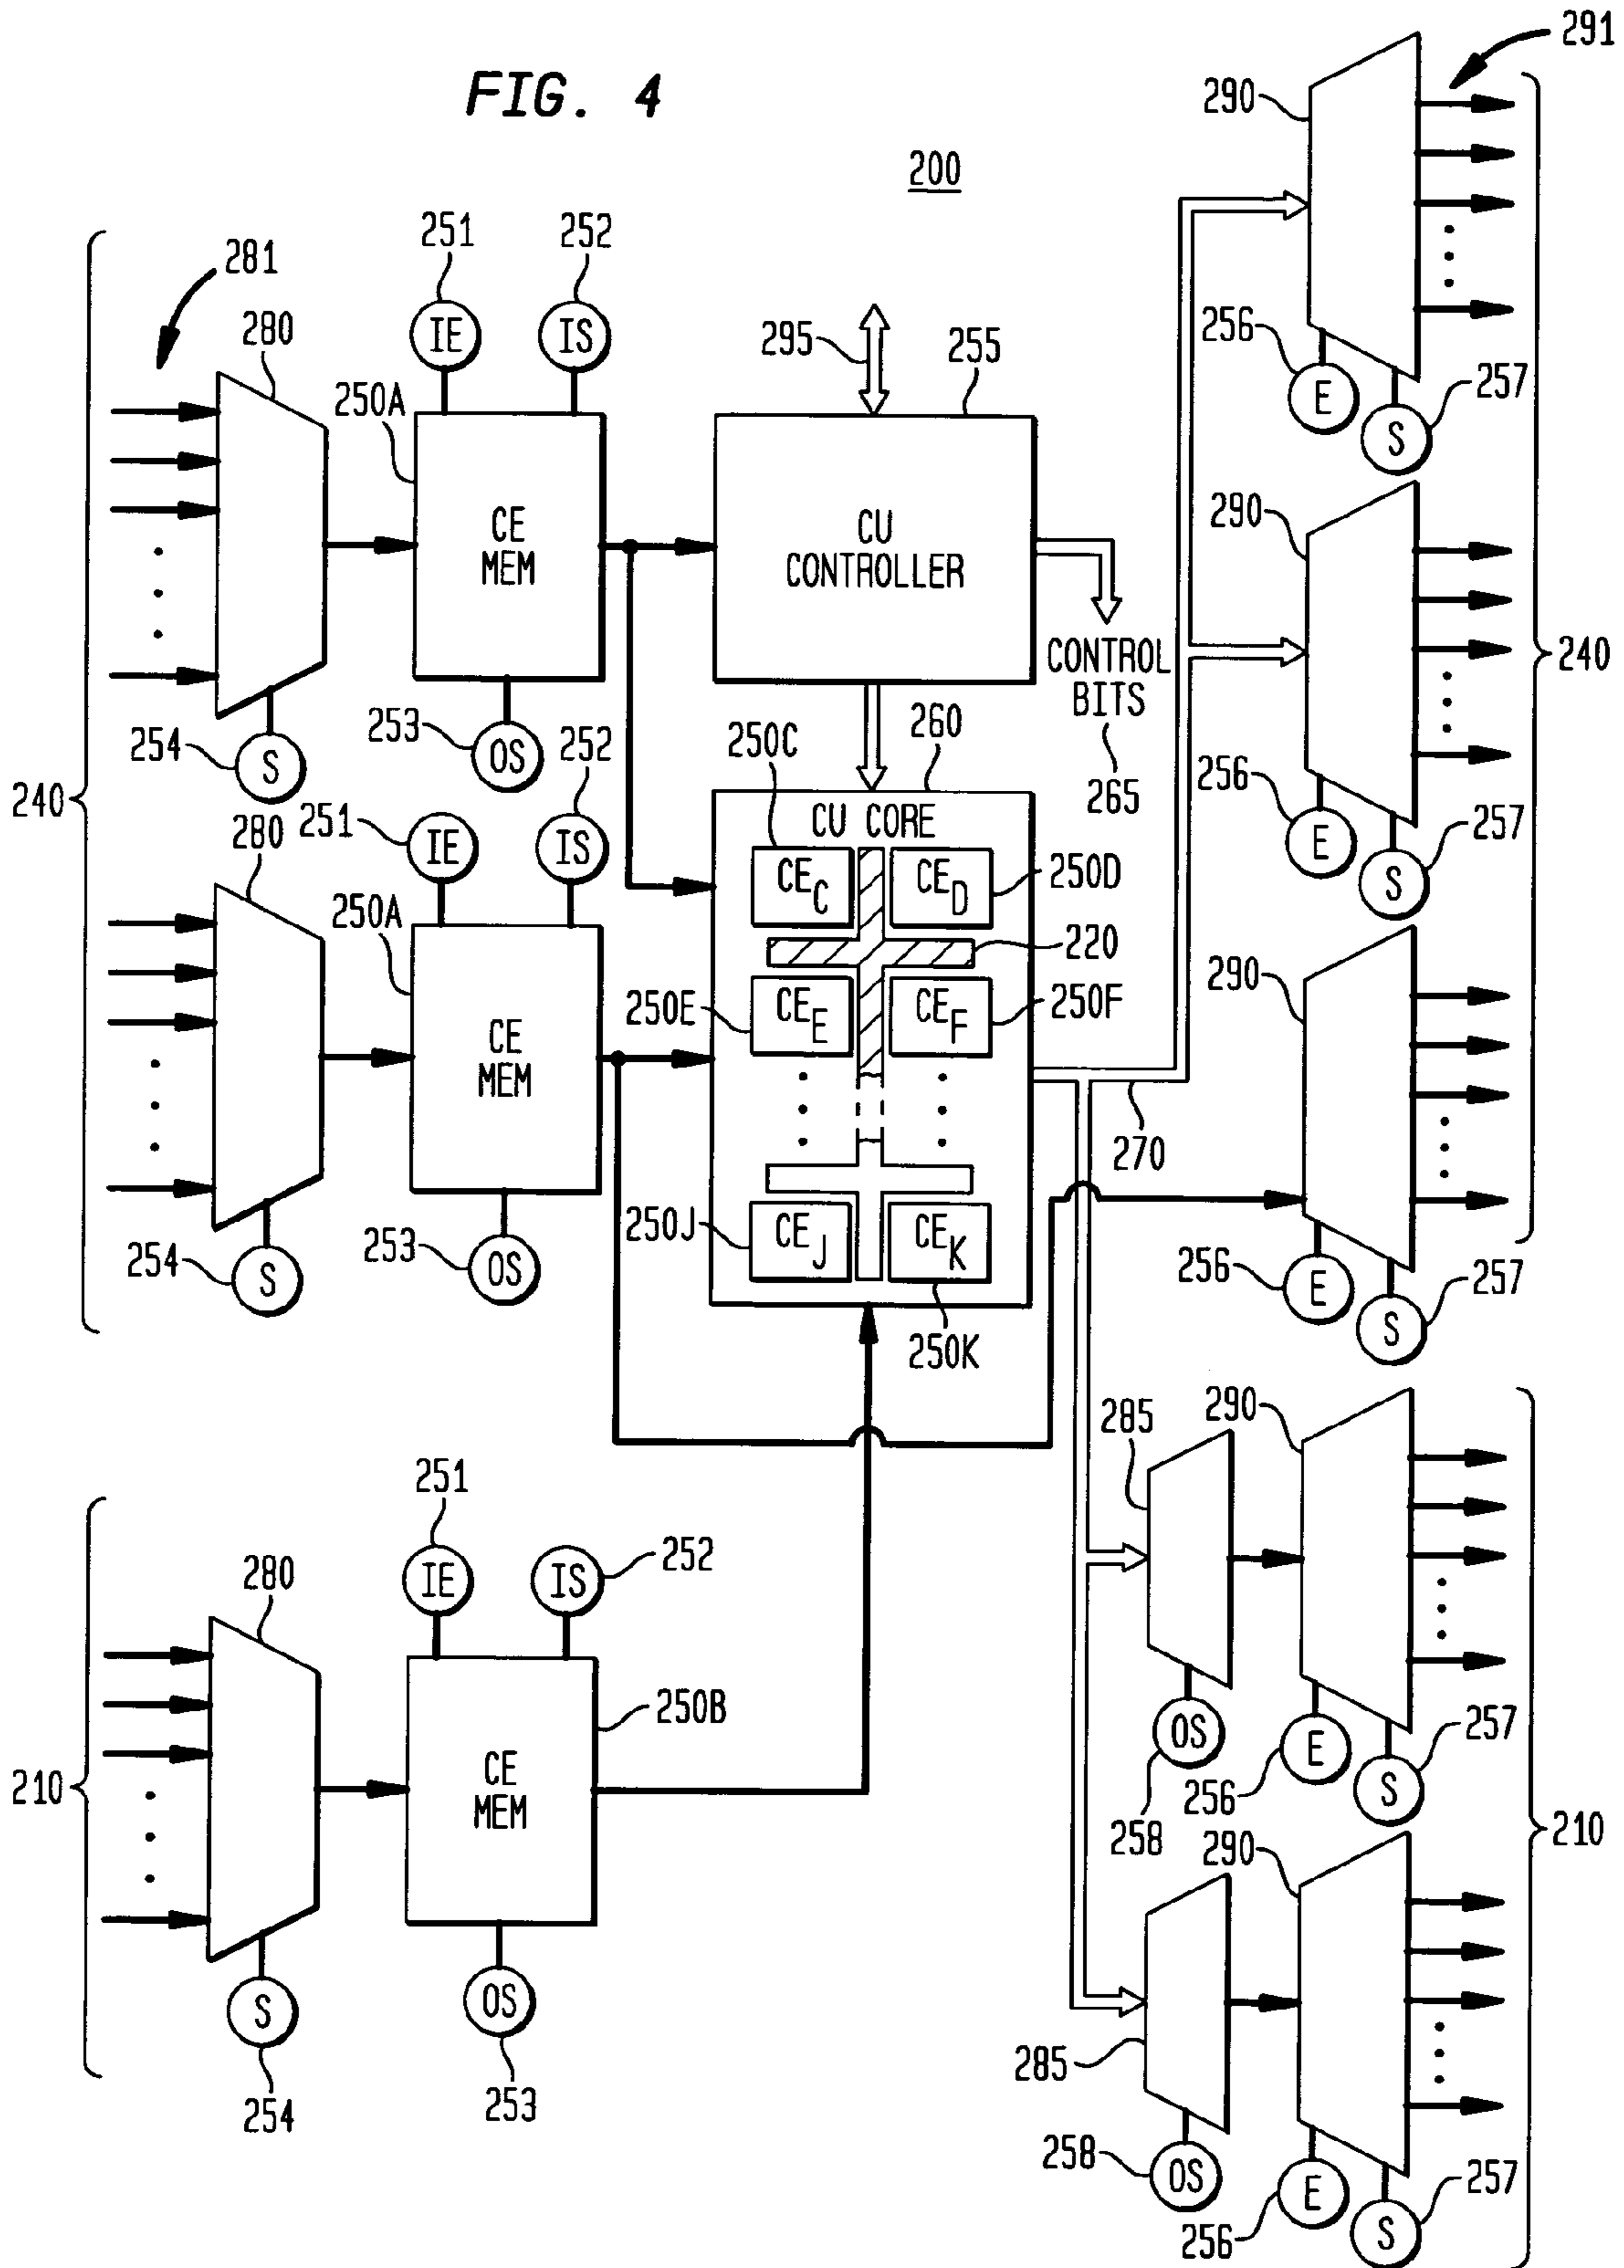 FIG. 4
200
291
290
281
251
252
280
IE
IS
295
255
256
E
257
S
250A
CE
MEM
CU
CONTROLLER
290
240
CONTROL
BITS
265
254
S
253
OS
252
250C
260
240
256
E
257
S
280
251
IE
IS
CU CORE
CE C
CE D
250D
220
250A
290
250E
CE E
CE F
250F
CE
MEM
270
254
S
253
OS
250J
CE J
CE K
250K
256
E
257
S
285
290
251
252
280
IE
IS
250B
210
CE
MEM
OS
258
E
256
S
257
290
210
S
254
OS
253
285
258
OS
256
E
257
S